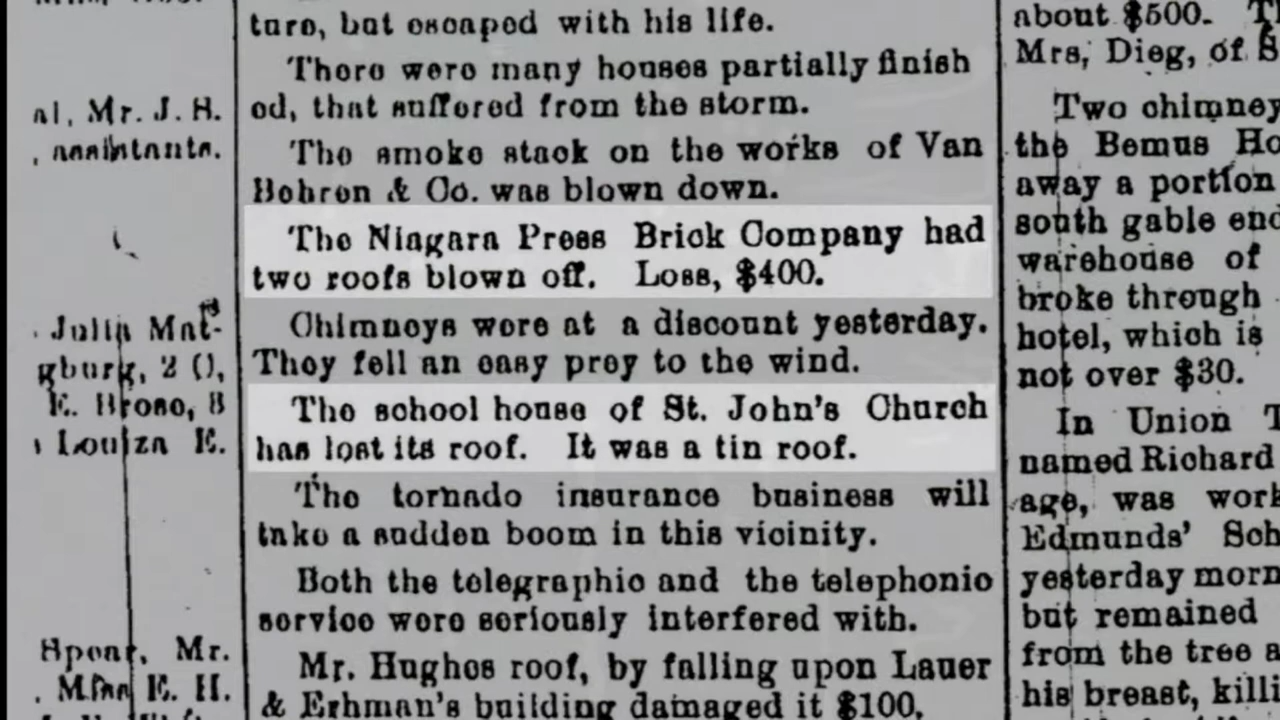 al, Mr. J. H.
, assistants.
Julia Mat-
gburg, 2 O,
E. Brose, 8
Louiza E.
Spear, Mr.
. Miss E. H.
ture, but escaped with his life.
There were many houses partially finish
ed, that suffered from the storm.
The smoke stack on the works of Van
Behren & Co. was blown down.
The Niagara Press Brick Company had
two roofs blown off. Loss, $400.
Chimneys were at a discount yesterday.
They fell an easy prey to the wind.
The school house of St. John's Church
has lost its roof. It was a tin roof.
The tornado insurance business will
take a sudden boom in this vicinity.
Both the telegraphic and the telephonic
service were seriously interfered with.
Mr. Hughes roof, by falling upon Lauer
& Erhman's building damaged it $100.
about $500. T
Mrs, Dieg, of S
Two chimney
the Bemus Ho
away a portion
south gable end
warehouse of
broke through
hotel, which is
not over $30.
In Union T
named Richard
age, was work
Edmunds' Sch
yesterday morn
but remained
from the tree a
his breast, killi